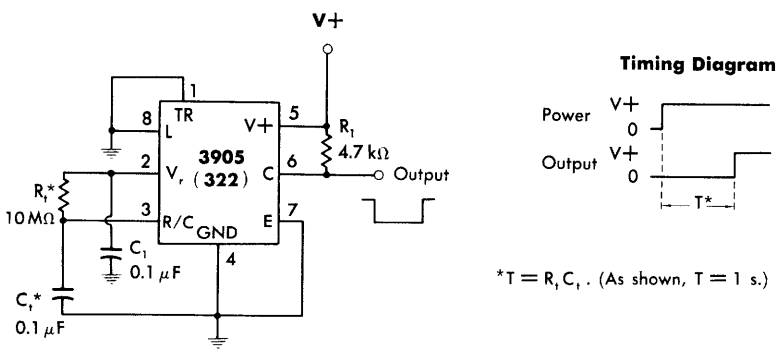 V+
Timing Diagram
1
TR
8
L
V+
5
R₁
4.7 kΩ
Power
V+
0
3905
(322)
2
Vᵣ
C
6
Output
Output
V+
0
Rₜ*
10 MΩ
3
R/C
GND
E
7
T*
4
C₁
0.1 μF
Cₜ*
0.1 μF
*T = RₜCₜ. (As shown, T = 1 s.)